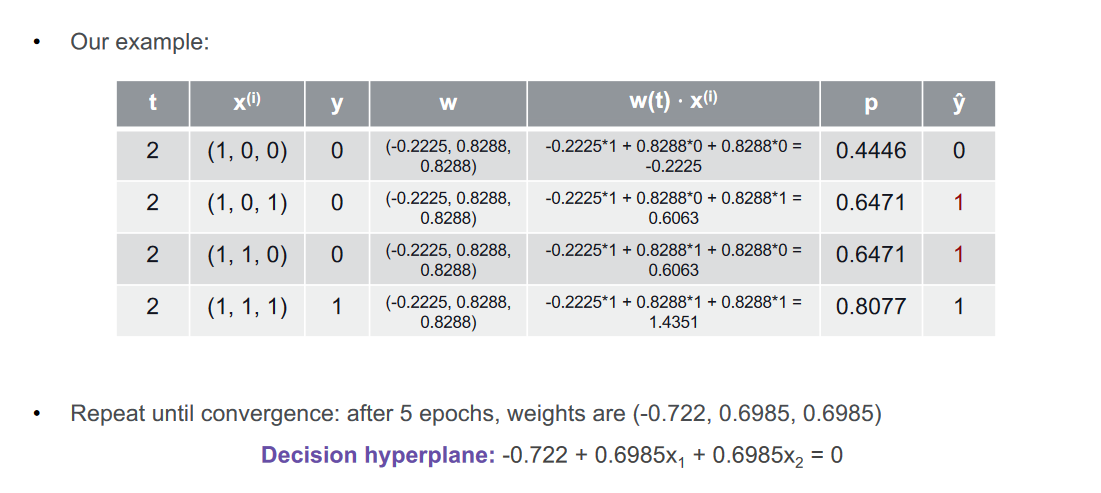 • Our example:
t x⁽ⁱ⁾ y w w(t) · x⁽ⁱ⁾ p ŷ
2 (1, 0, 0) 0 (-0.2225, 0.8288, 0.8288) -0.2225*1 + 0.8288*0 + 0.8288*0 = -0.2225 0.4446 0
2 (1, 0, 1) 0 (-0.2225, 0.8288, 0.8288) -0.2225*1 + 0.8288*0 + 0.8288*1 = 0.6063 0.6471 1
2 (1, 1, 0) 0 (-0.2225, 0.8288, 0.8288) -0.2225*1 + 0.8288*1 + 0.8288*0 = 0.6063 0.6471 1
2 (1, 1, 1) 1 (-0.2225, 0.8288, 0.8288) -0.2225*1 + 0.8288*1 + 0.8288*1 = 1.4351 0.8077 1
• Repeat until convergence: after 5 epochs, weights are (-0.722, 0.6985, 0.6985)
Decision hyperplane: -0.722 + 0.6985x₁ + 0.6985x₂ = 0